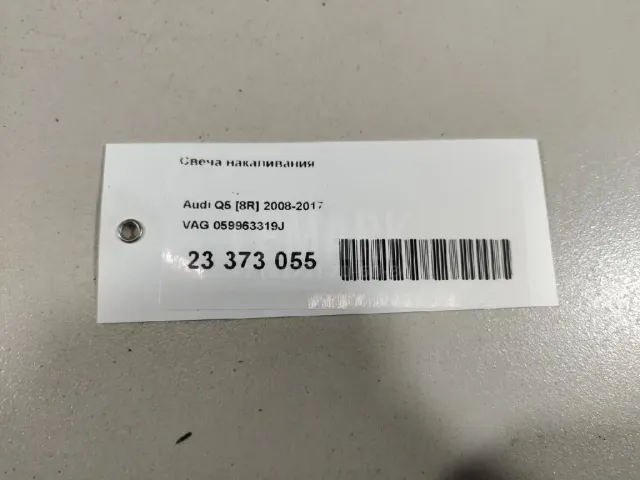 Свеча накаливания
Audi Q5 [8R] 2008-2017
VAG 059963319J
23 373 055